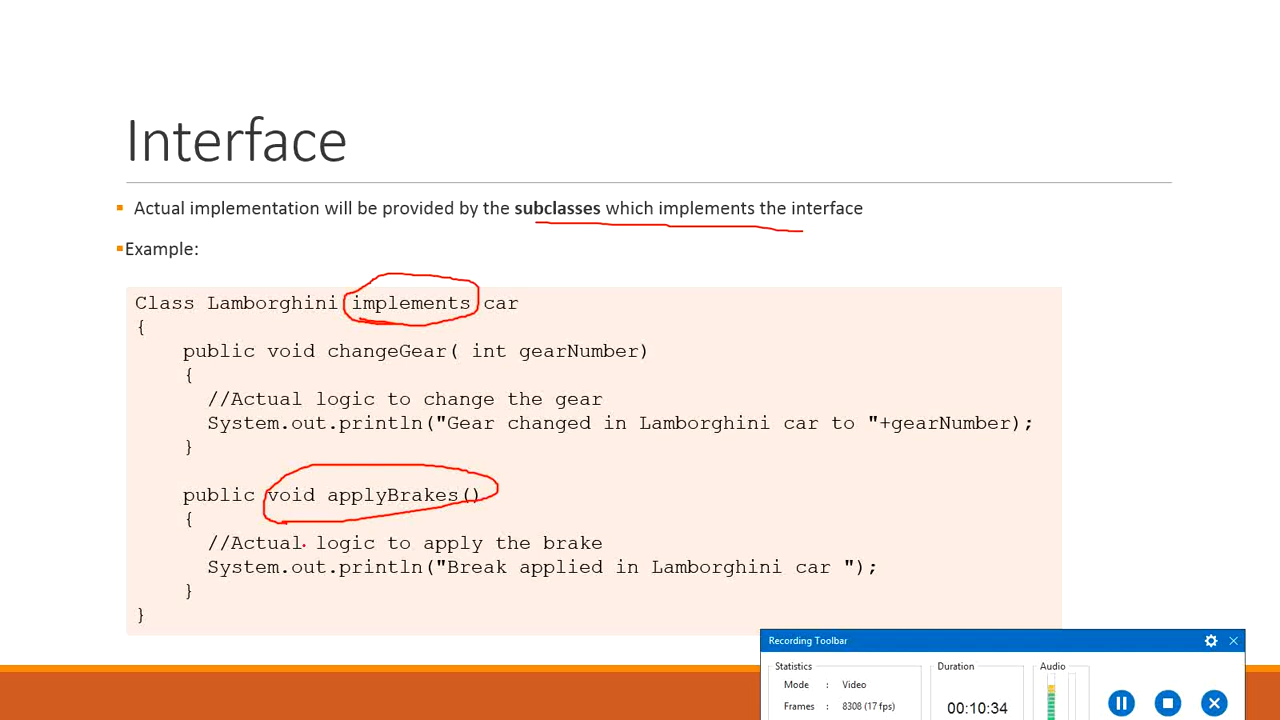 Interface
Actual implementation will be provided by the subclasses which implements the interface
Example:
Class Lamborghini implements car
{
public void changeGear( int gearNumber)
{
//Actual logic to change the gear
System.out.println("Gear changed in Lamborghini car to "+gearNumber);
}
public void applyBrakes()
{
//Actual logic to apply the brake
System.out.println("Break applied in Lamborghini car ");
}
}
Recording Toolbar
Statistics
Duration
Audio
Mode : Video
Frames : 8308 (17 fps)
00:10:34